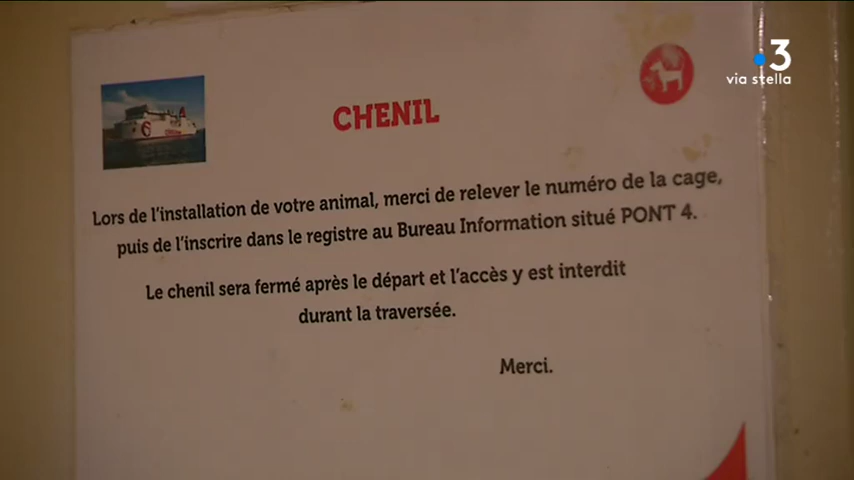 3
via stella
CHENIL
Lors de l'installation de votre animal, merci de relever le numéro de la cage,
puis de l'inscrire dans le registre au Bureau Information situé PONT 4.
Le chenil sera fermé après le départ et l'accès y est interdit
durant la traversée.
Merci.